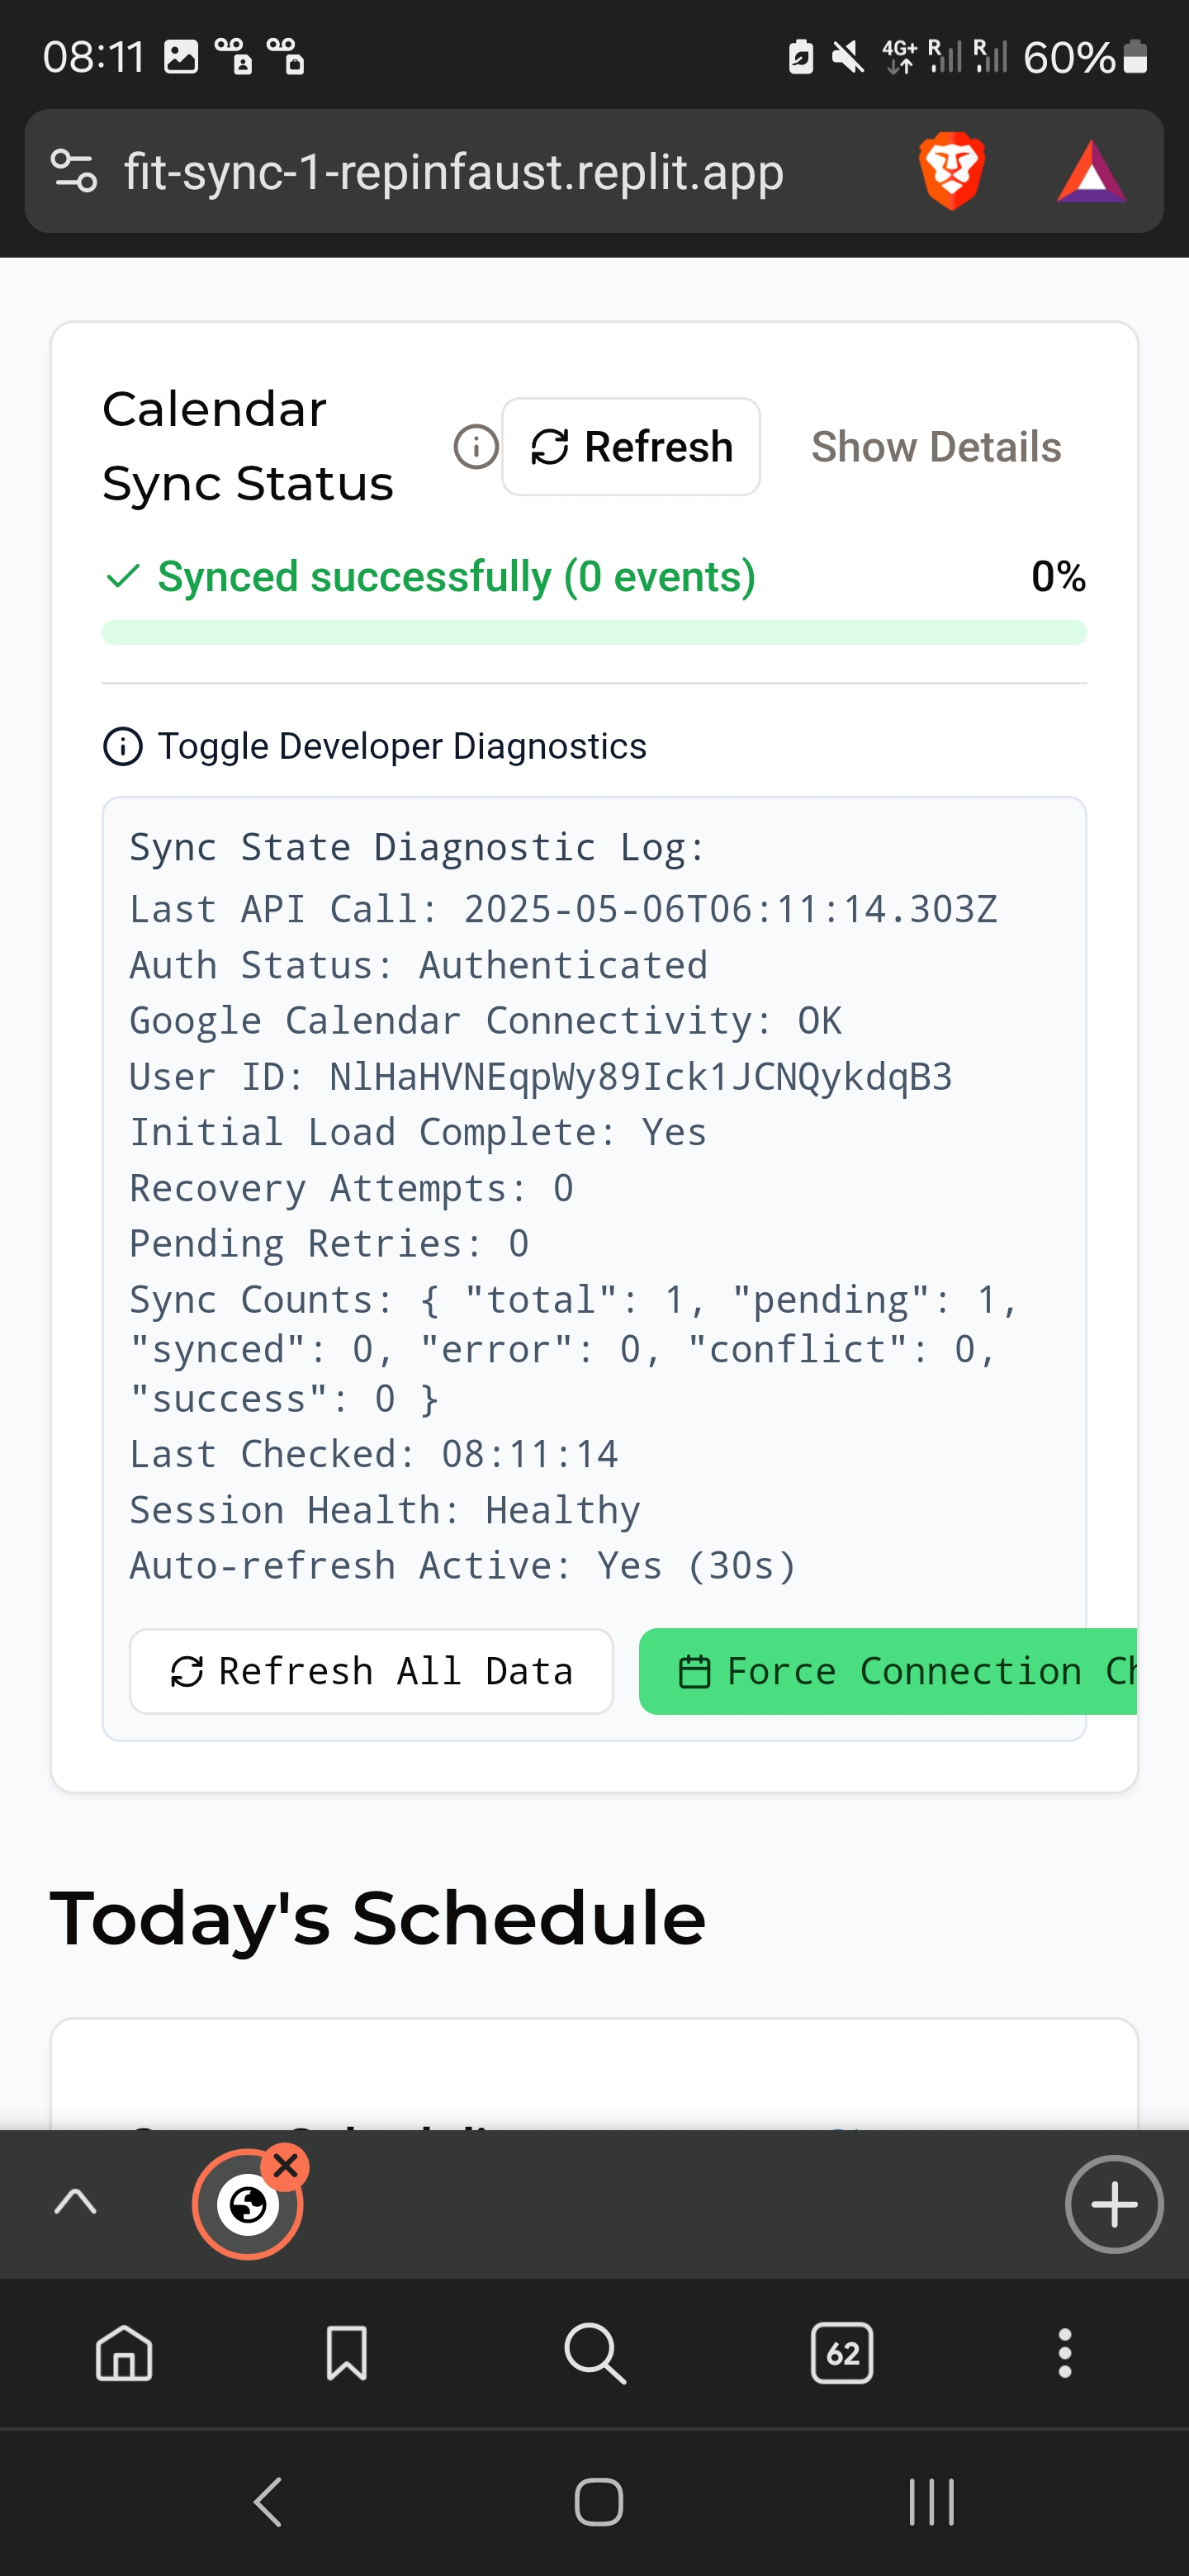 08:11
4G+ R R 60%
fit-sync-1-repinfaust.replit.app
Calendar
Sync Status
Refresh
Show Details
Synced successfully (0 events)
0%
Toggle Developer Diagnostics
Sync State Diagnostic Log:
Last API Call: 2025-05-06T06:11:14.303Z
Auth Status: Authenticated
Google Calendar Connectivity: OK
User ID: NlHaHVNEqpWy89Ick1JCNQykdqB3
Initial Load Complete: Yes
Recovery Attempts: 0
Pending Retries: 0
Sync Counts: { "total": 1, "pending": 1,
"synced": 0, "error": 0, "conflict": 0,
"success": 0 }
Last Checked: 08:11:14
Session Health: Healthy
Auto-refresh Active: Yes (30s)
Refresh All Data
Force Connection Ch
Today's Schedule
62